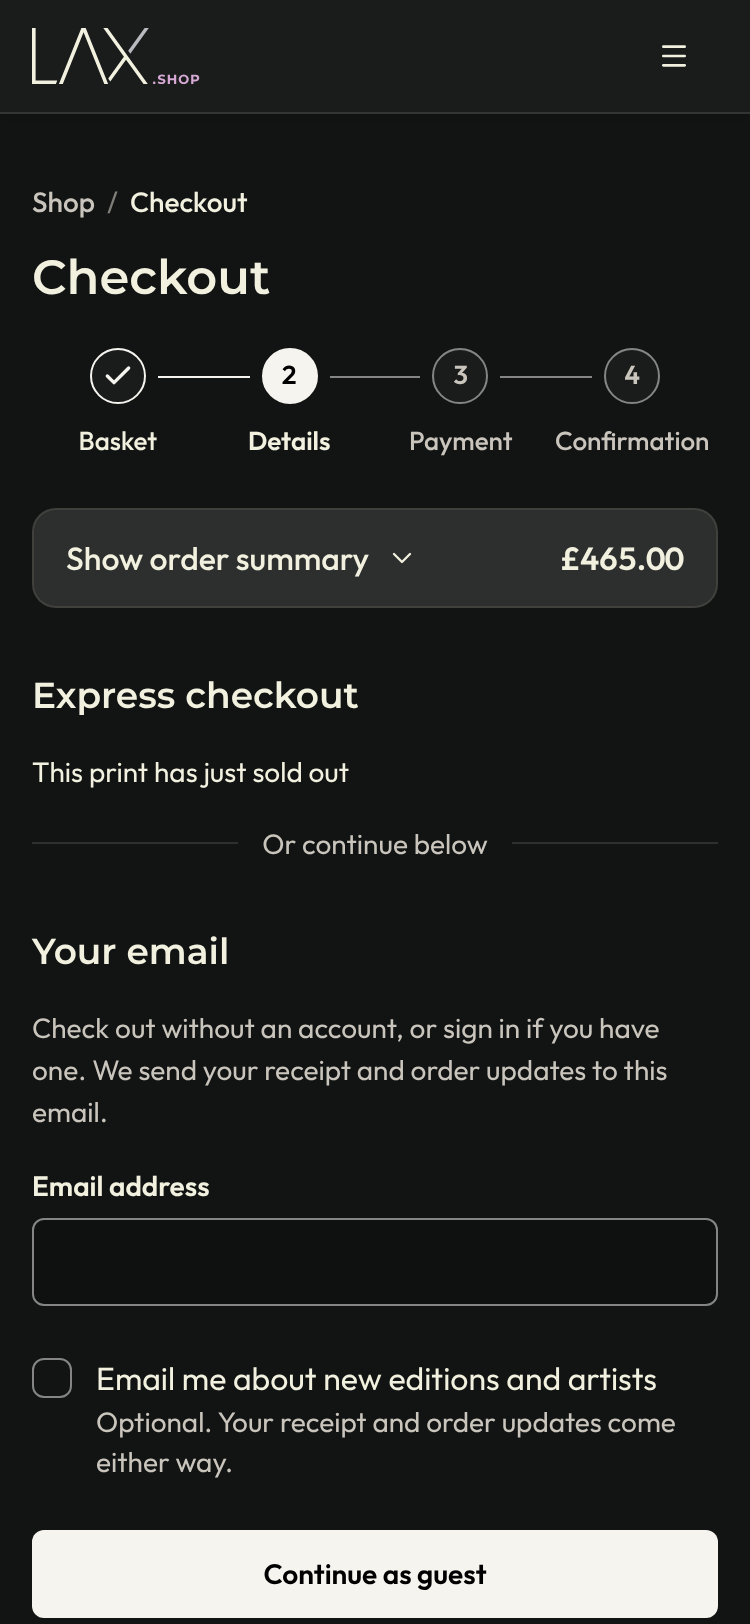 LAX.SHOP
Shop / Checkout
Checkout
2
3
4
Basket
Details
Payment
Confirmation
Show order summary
£465.00
Express checkout
This print has just sold out
Or continue below
Your email
Check out without an account, or sign in if you have
one. We send your receipt and order updates to this
email.
Email address
Email me about new editions and artists
Optional. Your receipt and order updates come
either way.
Continue as guest